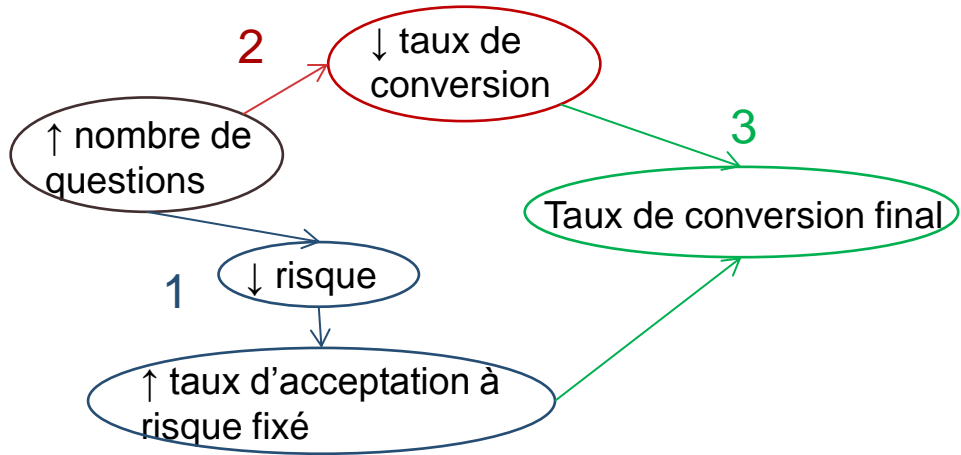 2
↓ taux de
conversion
3
↑ nombre de
questions
Taux de conversion final
↓ risque
1
↑ taux d’acceptation à
risque fixé